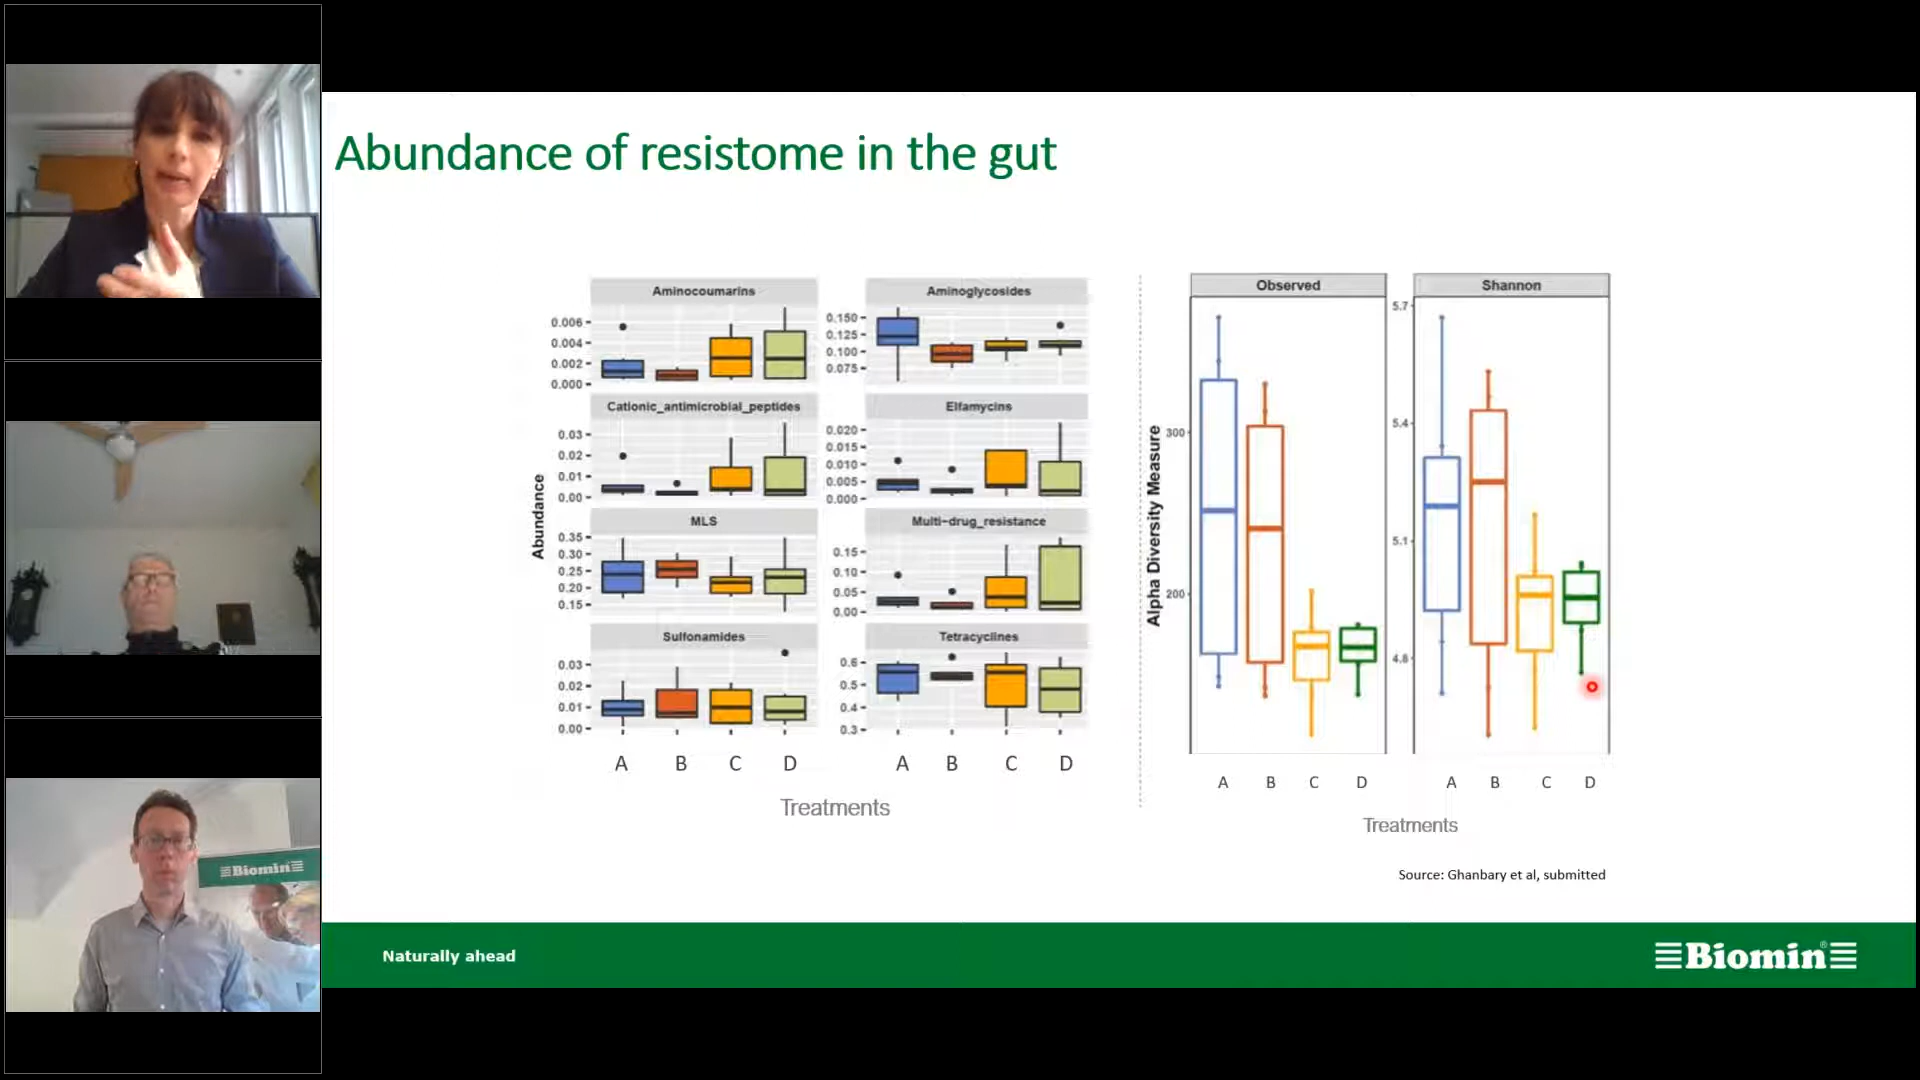 Abundance of resistome in the gut
Aminocoumarins
Aminoglycosides
0.006
0.004
0.002
0.000
0.150
0.125
0.100
0.075
Cationic_antimicrobial_peptides
Elfamycins
0.03
0.02
0.01
0.00
0.020
0.015
0.010
0.005
0.000
Abundance
MLS
Multi-drug_resistance
0.35
0.30
0.25
0.20
0.15
0.15
0.10
0.05
0.00
Sulfonamides
Tetracyclines
0.03
0.02
0.01
0.00
0.6
0.5
0.4
0.3
A B C D
A B C D
Treatments
Observed
Shannon
Alpha Diversity Measure
300
200
5.7
5.4
5.1
4.8
A B C D
A B C D
Treatments
Source: Ghanbary et al, submitted
Naturally ahead
Biomin®
Biomin